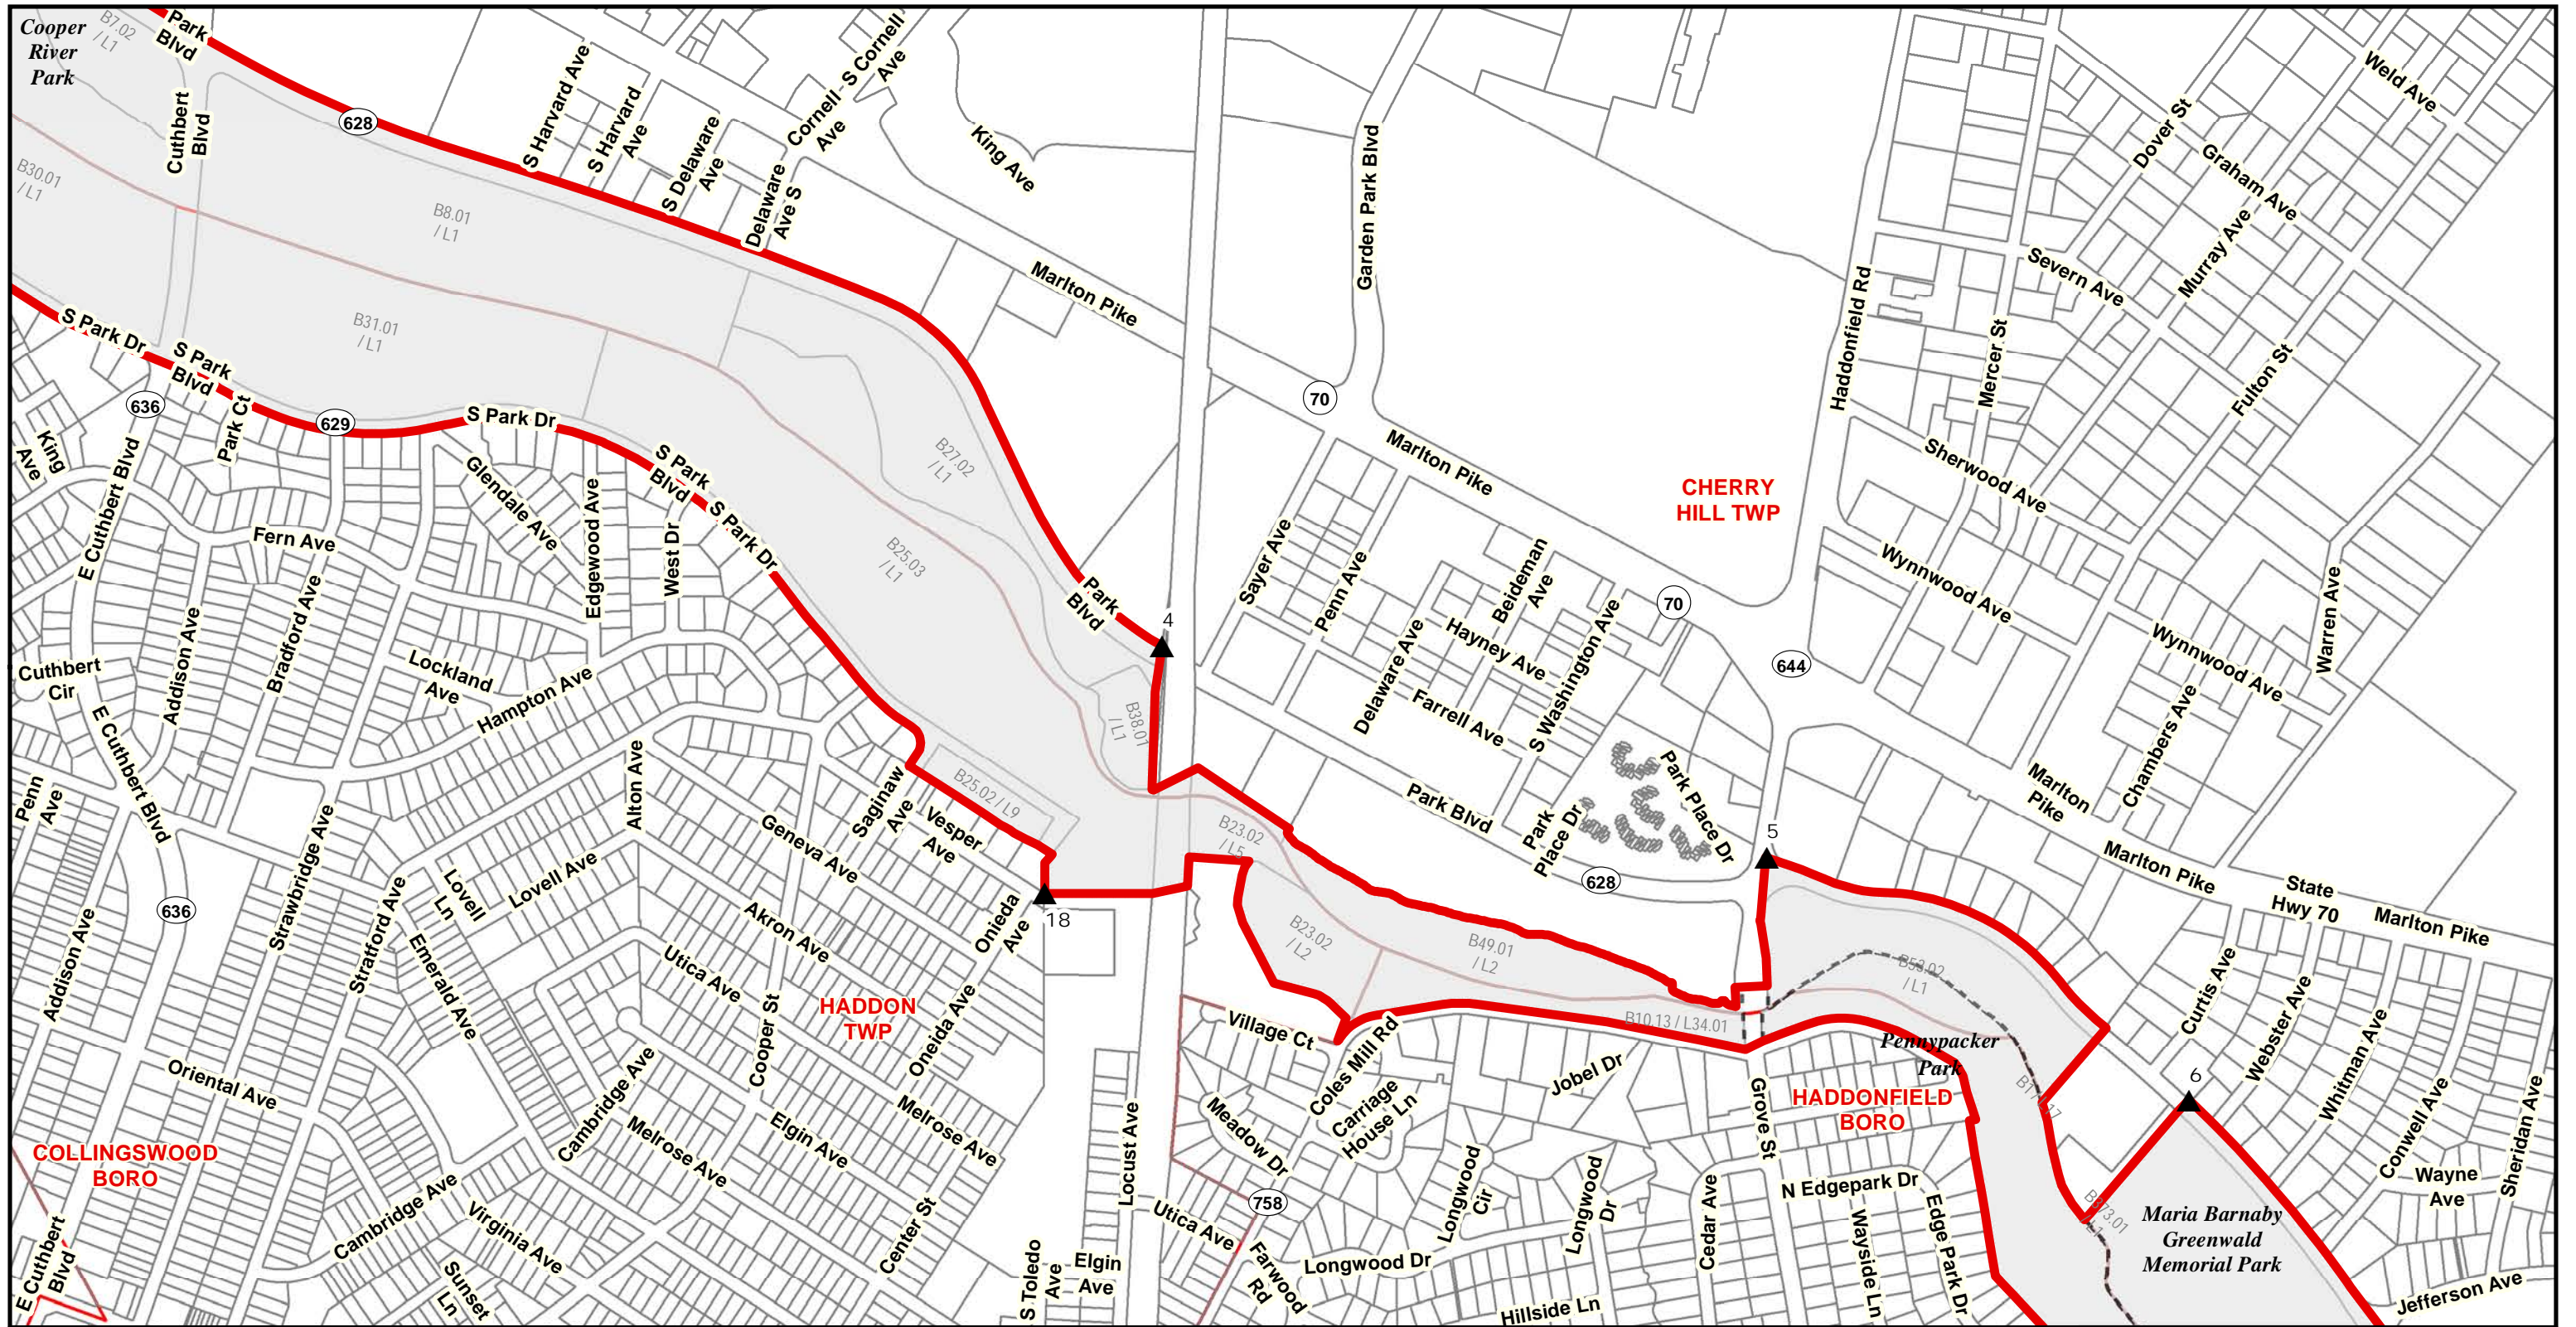 Cooper
River
Park
B7.02
/ L1
Park
Blvd
Cuthbert
Blvd
628
S Harvard Ave
S Harvard
Ave
S Delaware
Ave
Delaware
Ave S
Cornell
Ave
S Cornell
Ave
King Ave
Garden Park Blvd
Haddonfield Rd
Dover St
Weld Ave
Graham Ave
Murray Ave
Severn Ave
Mercer St
Fulton St
B30.01
/ L1
B8.01
/ L1
B31.01
/ L1
Marlton Pike
70
Marlton Pike
S Park Dr
S Park
Blvd
636
Park Ct
629
S Park Dr
S Park
Blvd
S Park Dr
King
Ave
E Cuthbert Blvd
Glendale Ave
Edgewood Ave
West Dr
Fern Ave
B27.02
/ L1
B25.03
/ L1
CHERRY
HILL TWP
Sherwood Ave
Wynnwood Ave
Wynnwood Ave
Warren Ave
Sayer Ave
Penn Ave
Beideman
Ave
Hayney Ave
Delaware Ave
Farrell Ave
S Washington Ave
70
644
Park
Blvd
4
B38.01
/ L1
Addison Ave
Bradford Ave
Lockland
Ave
Hampton Ave
Cuthbert
Cir
E Cuthbert Blvd
Alton Ave
Park Blvd
Park
Place Dr
Park Place Dr
628
5
Chambers Ave
Marlton
Pike
Marlton Pike
State
Hwy 70
Marlton Pike
Penn
Ave
Saginaw
Ave
Vesper
Ave
Geneva Ave
B25.02 / L9
B23.02
/ L5
B23.02
/ L2
B49.01
/ L2
B53.02
/ L1
Strawbridge Ave
Stratford Ave
Lovell
Ln
Lovell Ave
636
Addison Ave
Emerald Ave
Akron Ave
Utica Ave
Onieda
Ave
18
Oneida Ave
Cooper St
HADDON
TWP
Village Ct
Coles Mill Rd
B10.13 / L34.01
Jobel Dr
Carriage
House Ln
Meadow Dr
Pennypacker
Park
HADDONFIELD
BORO
Grove St
Curtis Ave
Webster Ave
Whitman Ave
Conwell Ave
Sheridan Ave
Wayne
Ave
6
Oriental Ave
COLLINGSWOOD
BORO
Cambridge Ave
Cambridge Ave
Melrose Ave
Elgin Ave
Melrose Ave
Virginia Ave
Sunset
Ln
Center St
Locust Ave
Utica Ave
758
Farwood
Rd
S Toledo
Ave
Elgin
Ave
Longwood
Cir
Longwood
Dr
Longwood Dr
Hillside Ln
Cedar Ave
N Edgepark Dr
Wayside Ln
Edge Park Dr
Maria Barnaby
Greenwald
Memorial Park
Jefferson Ave
E Cuthbert
Blvd